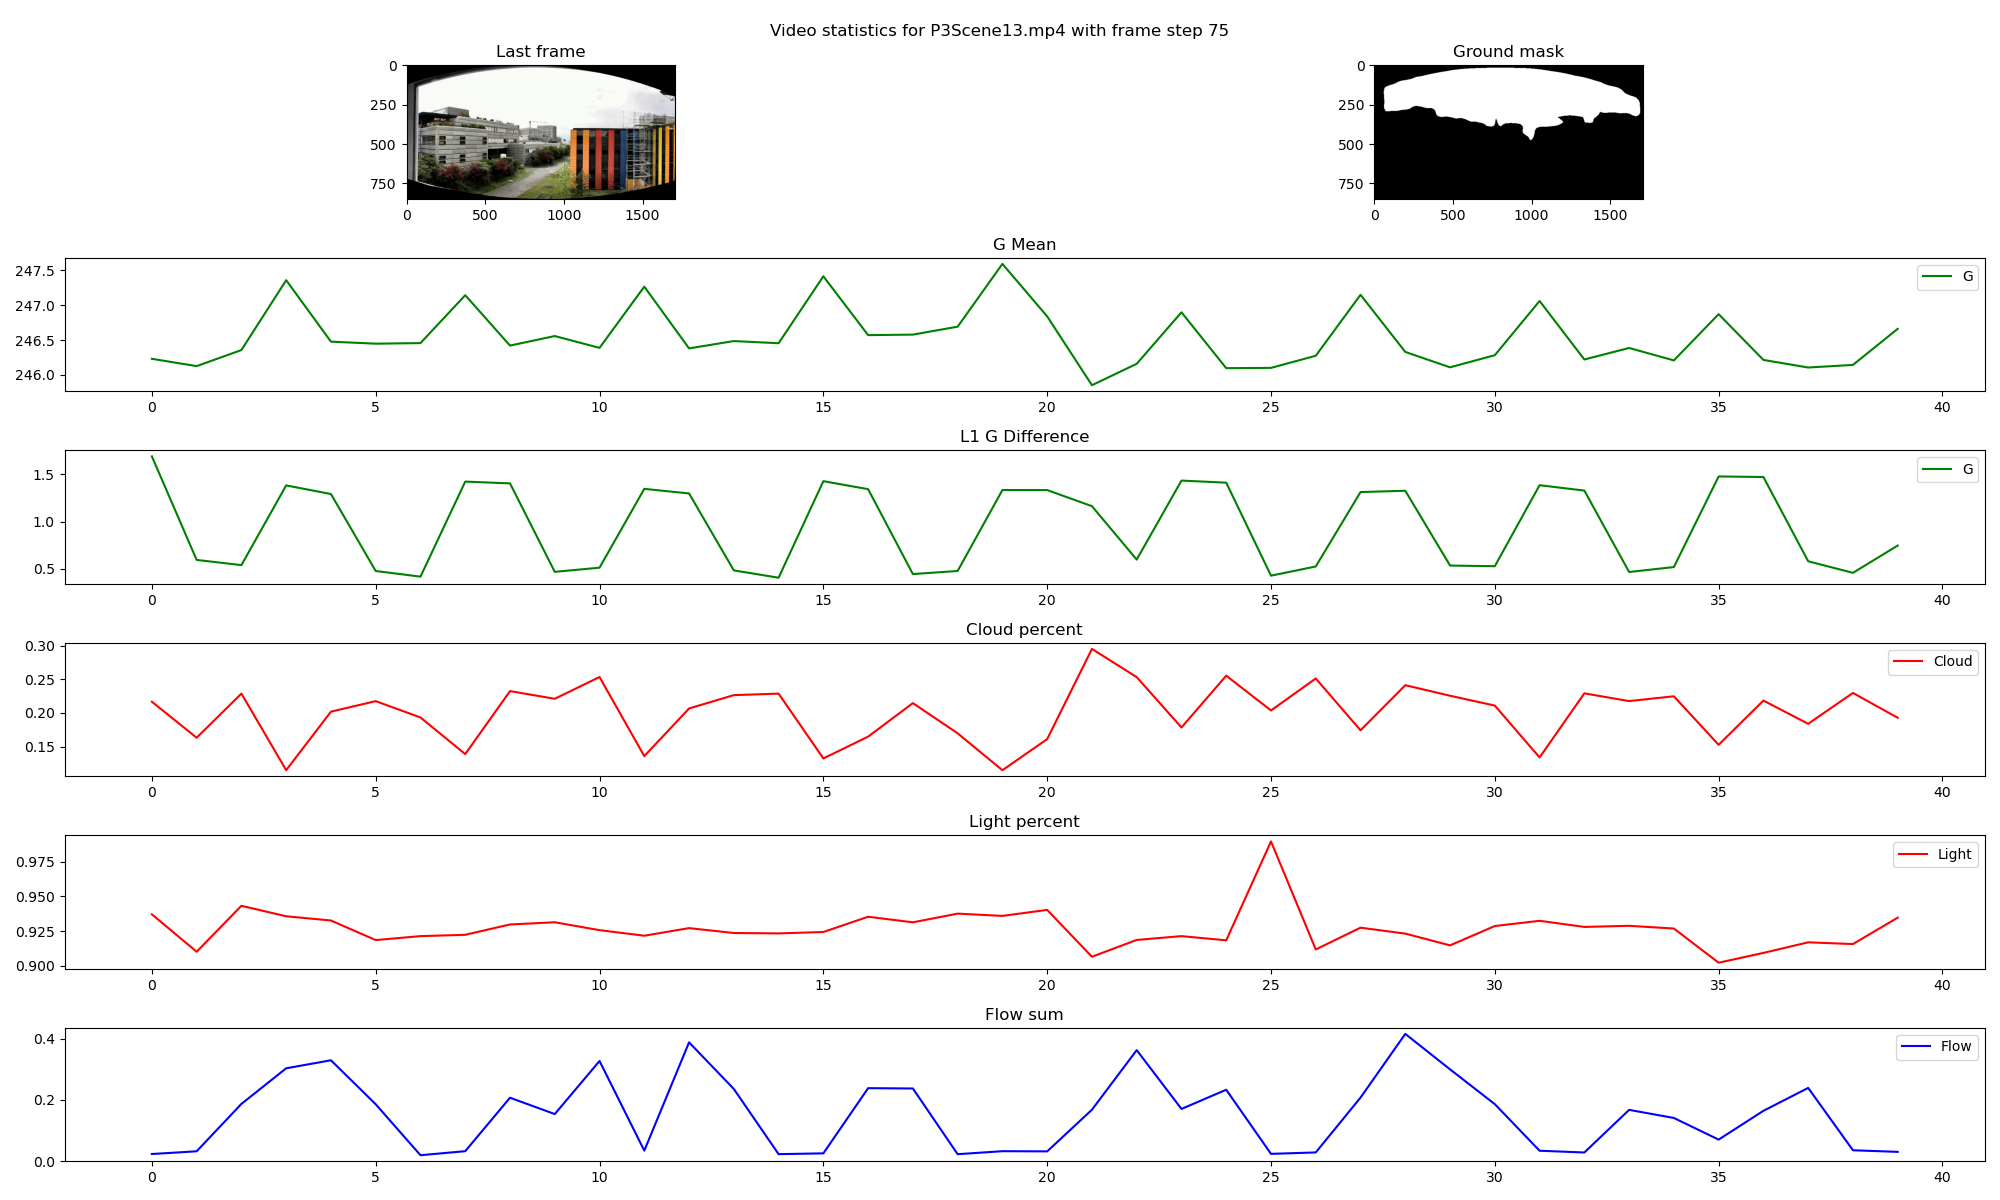 Video statistics for P3Scene13.mp4 with frame step 75
Last frame
0
250
500
750
0 500 1000 1500
Ground mask
0
250
500
750
0 500 1000 1500
G Mean
G
247.5
247.0
246.5
246.0
0 5 10 15 20 25 30 35 40
L1 G Difference
G
1.5
1.0
0.5
0 5 10 15 20 25 30 35 40
Cloud percent
Cloud
0.30
0.25
0.20
0.15
0 5 10 15 20 25 30 35 40
Light percent
Light
0.975
0.950
0.925
0.900
0 5 10 15 20 25 30 35 40
Flow sum
Flow
0.4
0.2
0.0
0 5 10 15 20 25 30 35 40